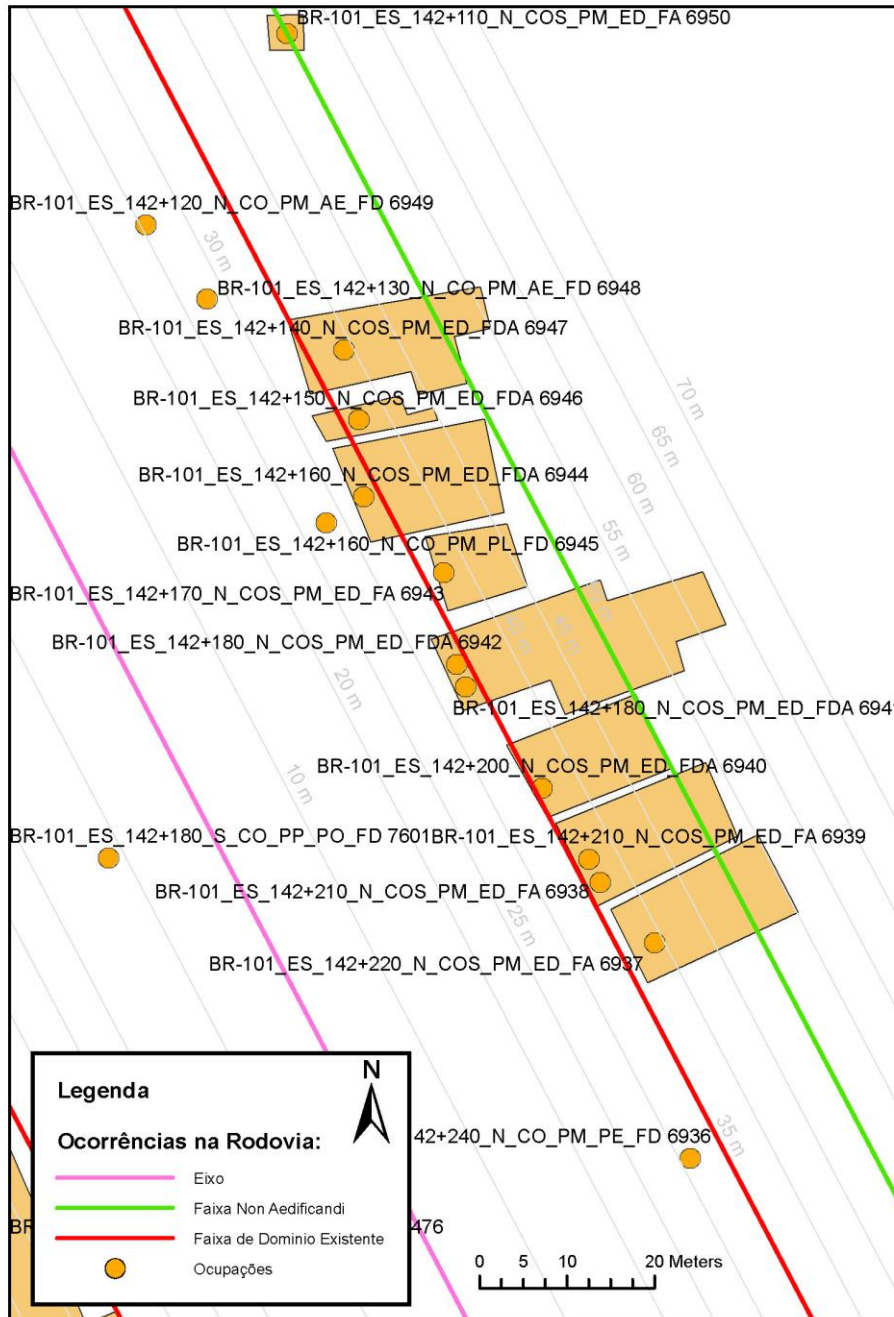 BR-101_ES_142+110_N_COS_PM_ED_FA 6950
BR-101_ES_142+120_N_CO_PM_AE_FD 6949
30 m
BR-101_ES_142+130_N_CO_PM_AE_FD 6948
BR-101_ES_142+140_N_COS_PM_ED_FDA 6947
70 m
BR-101_ES_142+150_N_COS_PM_ED_FDA 6946
65 m
BR-101_ES_142+160_N_COS_PM_ED_FDA 6944
60 m
BR-101_ES_142+160_N_CO_PM_PL_FD 6945
55 m
BR-101_ES_142+170_N_COS_PM_ED_FA 6943
45 m
40 m
BR-101_ES_142+180_N_COS_PM_ED_FDA 6942
20 m
BR-101_ES_142+180_N_COS_PM_ED_FDA 694
BR-101_ES_142+200_N_COS_PM_ED_FDA 6940
10 m
BR-101_ES_142+180_S_CO_PP_PO_FD 7601
BR-101_ES_142+210_N_COS_PM_ED_FA 6939
BR-101_ES_142+210_N_COS_PM_ED_FA 6938
25 m
BR-101_ES_142+220_N_COS_PM_ED_FA 6937
35 m
42+240_N_CO_PM_PE_FD 6936
BR
476
N
Legenda
Ocorrências na Rodovia:
Eixo
Faixa Non Aedificandi
Faixa de Dominio Existente
Ocupações
0 5 10 20 Meters